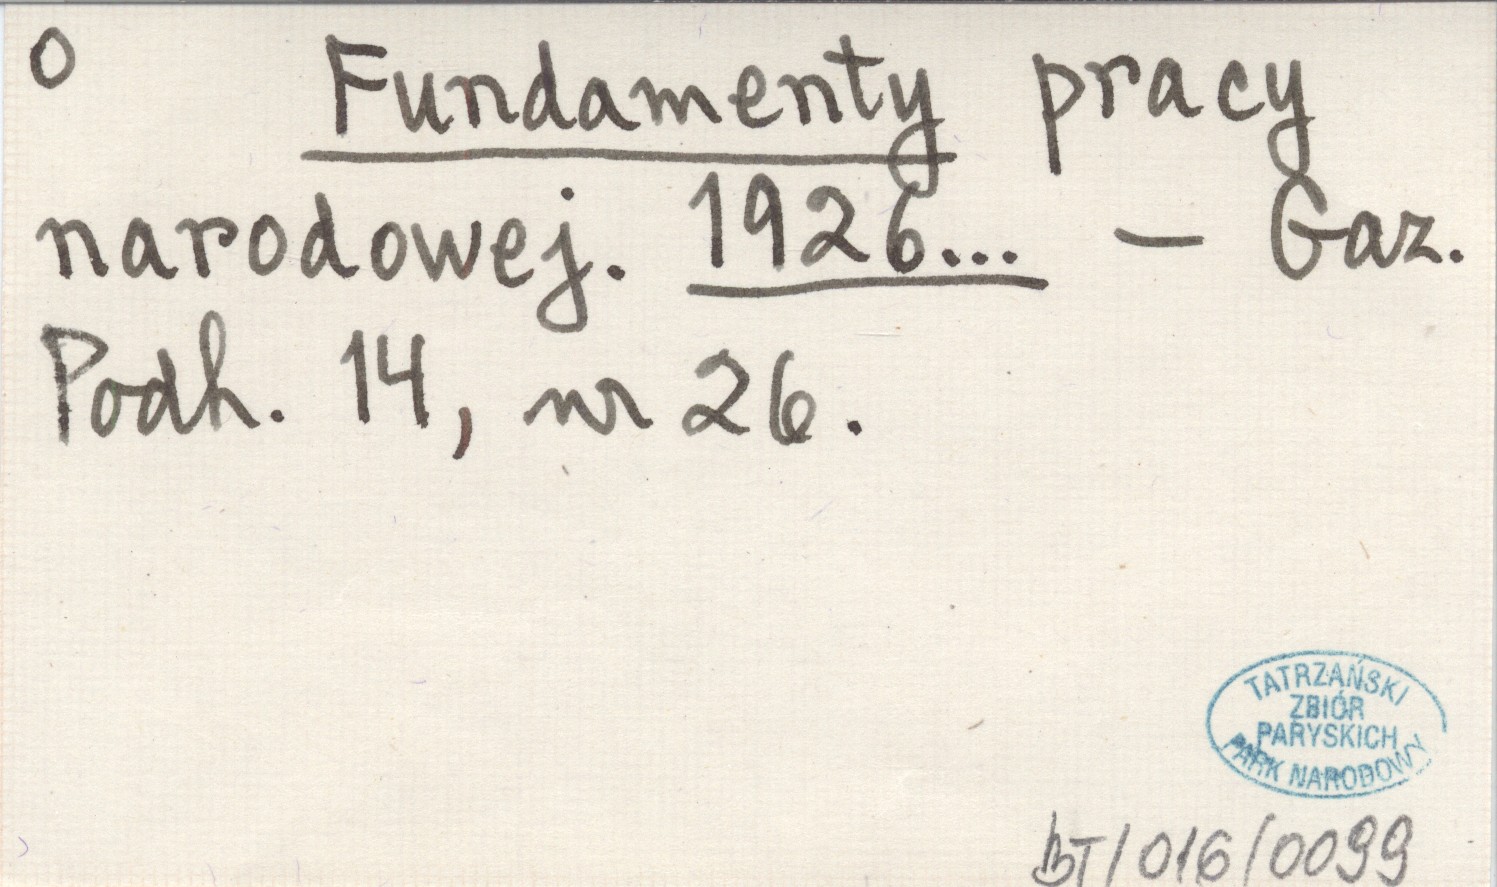 O
Fundamenty pracy
narodowej. 1926... – Gaz.
Podh. 14, nr 26.
TATRZAŃSKI
ZBIÓR
PARYSKICH
PARK NARODOWY
BT/016/0099